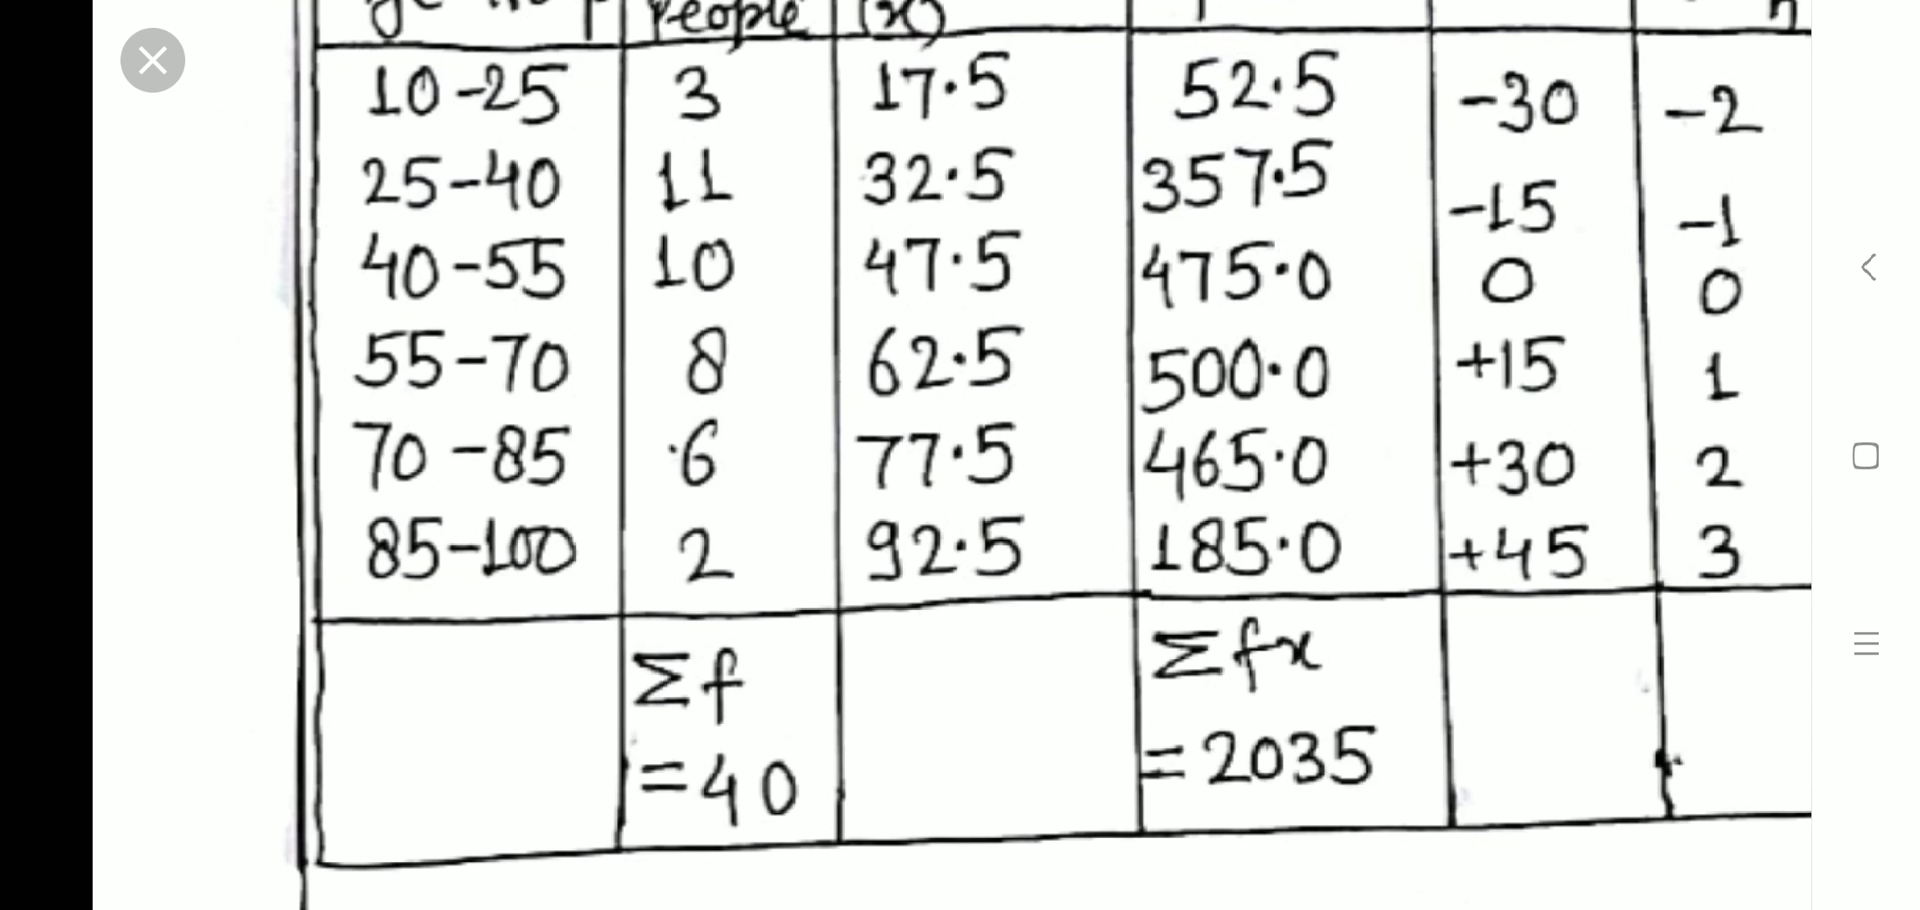 People (x)
10-25 3 17.5 52.5 -30 -2
25-40 11 32.5 357.5 -15 -1
40-55 10 47.5 475.0 0 0
55-70 8 62.5 500.0 +15 1
70-85 6 77.5 465.0 +30 2
85-100 2 92.5 185.0 +45 3
Σf Σfx
=40 =2035